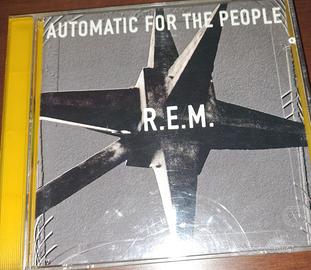 AUTOMATIC FOR THE PEOPLE
R.E.M.